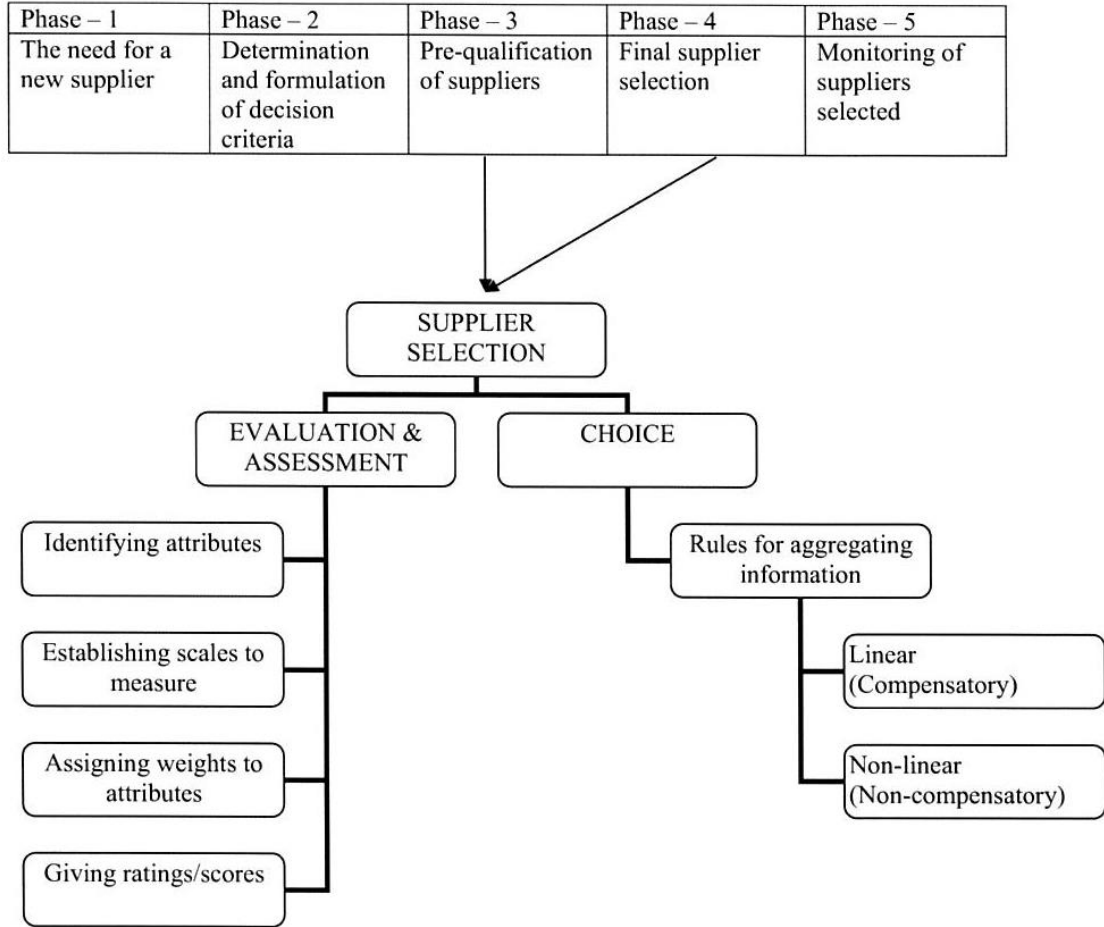 Phase – 1
Phase – 2
Phase – 3
Phase – 4
Phase – 5
The need for a
new supplier
Determination
and formulation
of decision
criteria
Pre-qualification
of suppliers
Final supplier
selection
Monitoring of
suppliers
selected
SUPPLIER
SELECTION
EVALUATION &
ASSESSMENT
CHOICE
Identifying attributes
Establishing scales to
measure
Assigning weights to
attributes
Giving ratings/scores
Rules for aggregating
information
Linear
(Compensatory)
Non-linear
(Non-compensatory)